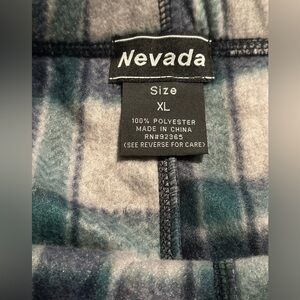 Nevada
Size
XL
100% POLYESTER
MADE IN CHINA
RN#92365
(SEE REVERSE FOR CARE)